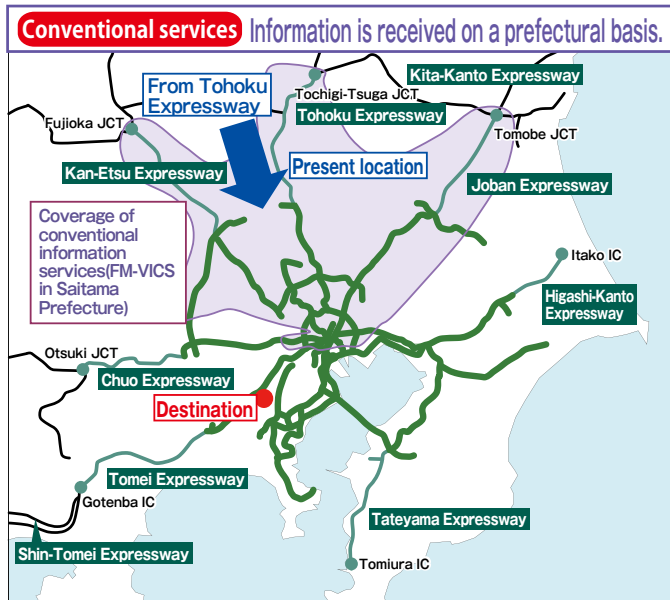 Conventional services Information is received on a prefectural basis.
From Tohoku
Expressway
Kita-Kanto Expressway
Tochigi-Tsuga JCT
Tohoku Expressway
Fujioka JCT
Tomobe JCT
Kan-Etsu Expressway
Present location
Joban Expressway
Coverage of
conventional
information
services(FM-VICS
in Saitama
Prefecture)
Itako IC
Higashi-Kanto
Expressway
Otsuki JCT
Chuo Expressway
Destination
Tomei Expressway
Gotenba IC
Tateyama Expressway
Shin-Tomei Expressway
Tomiura IC